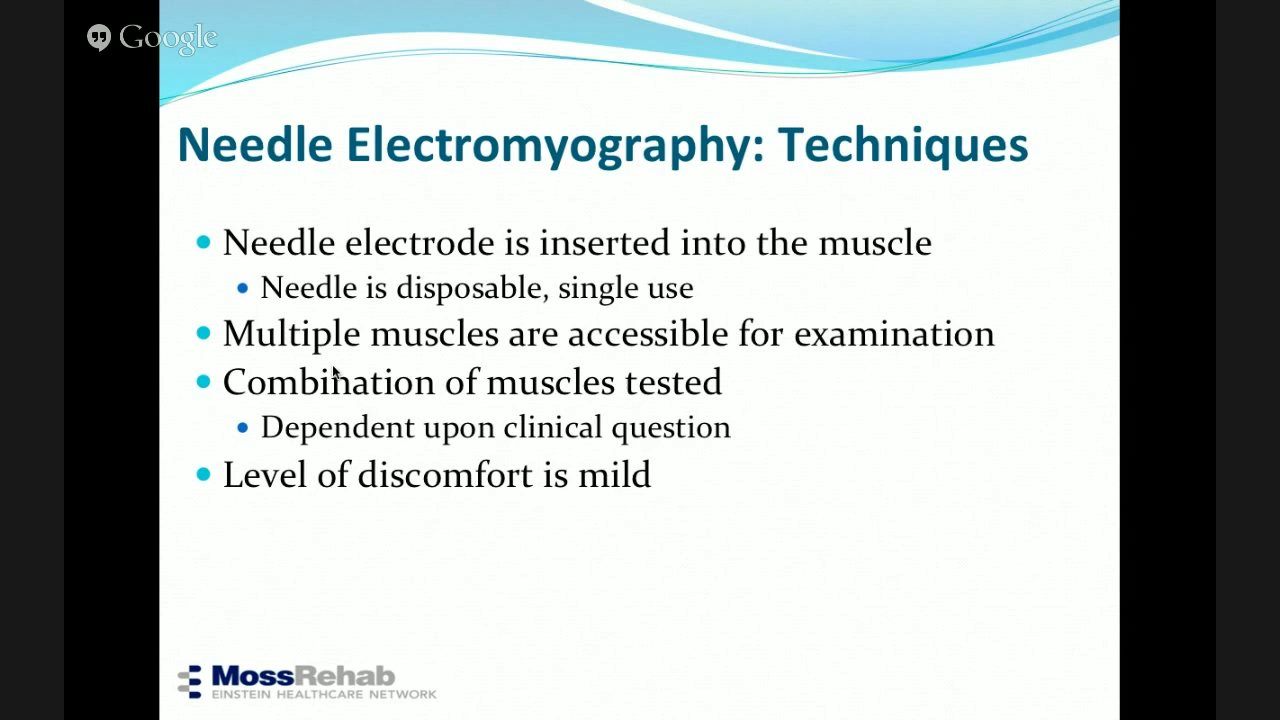 Google
Needle Electromyography: Techniques
• Needle electrode is inserted into the muscle
• Needle is disposable, single use
• Multiple muscles are accessible for examination
• Combination of muscles tested
• Dependent upon clinical question
• Level of discomfort is mild
MossRehab
EINSTEIN HEALTHCARE NETWORK